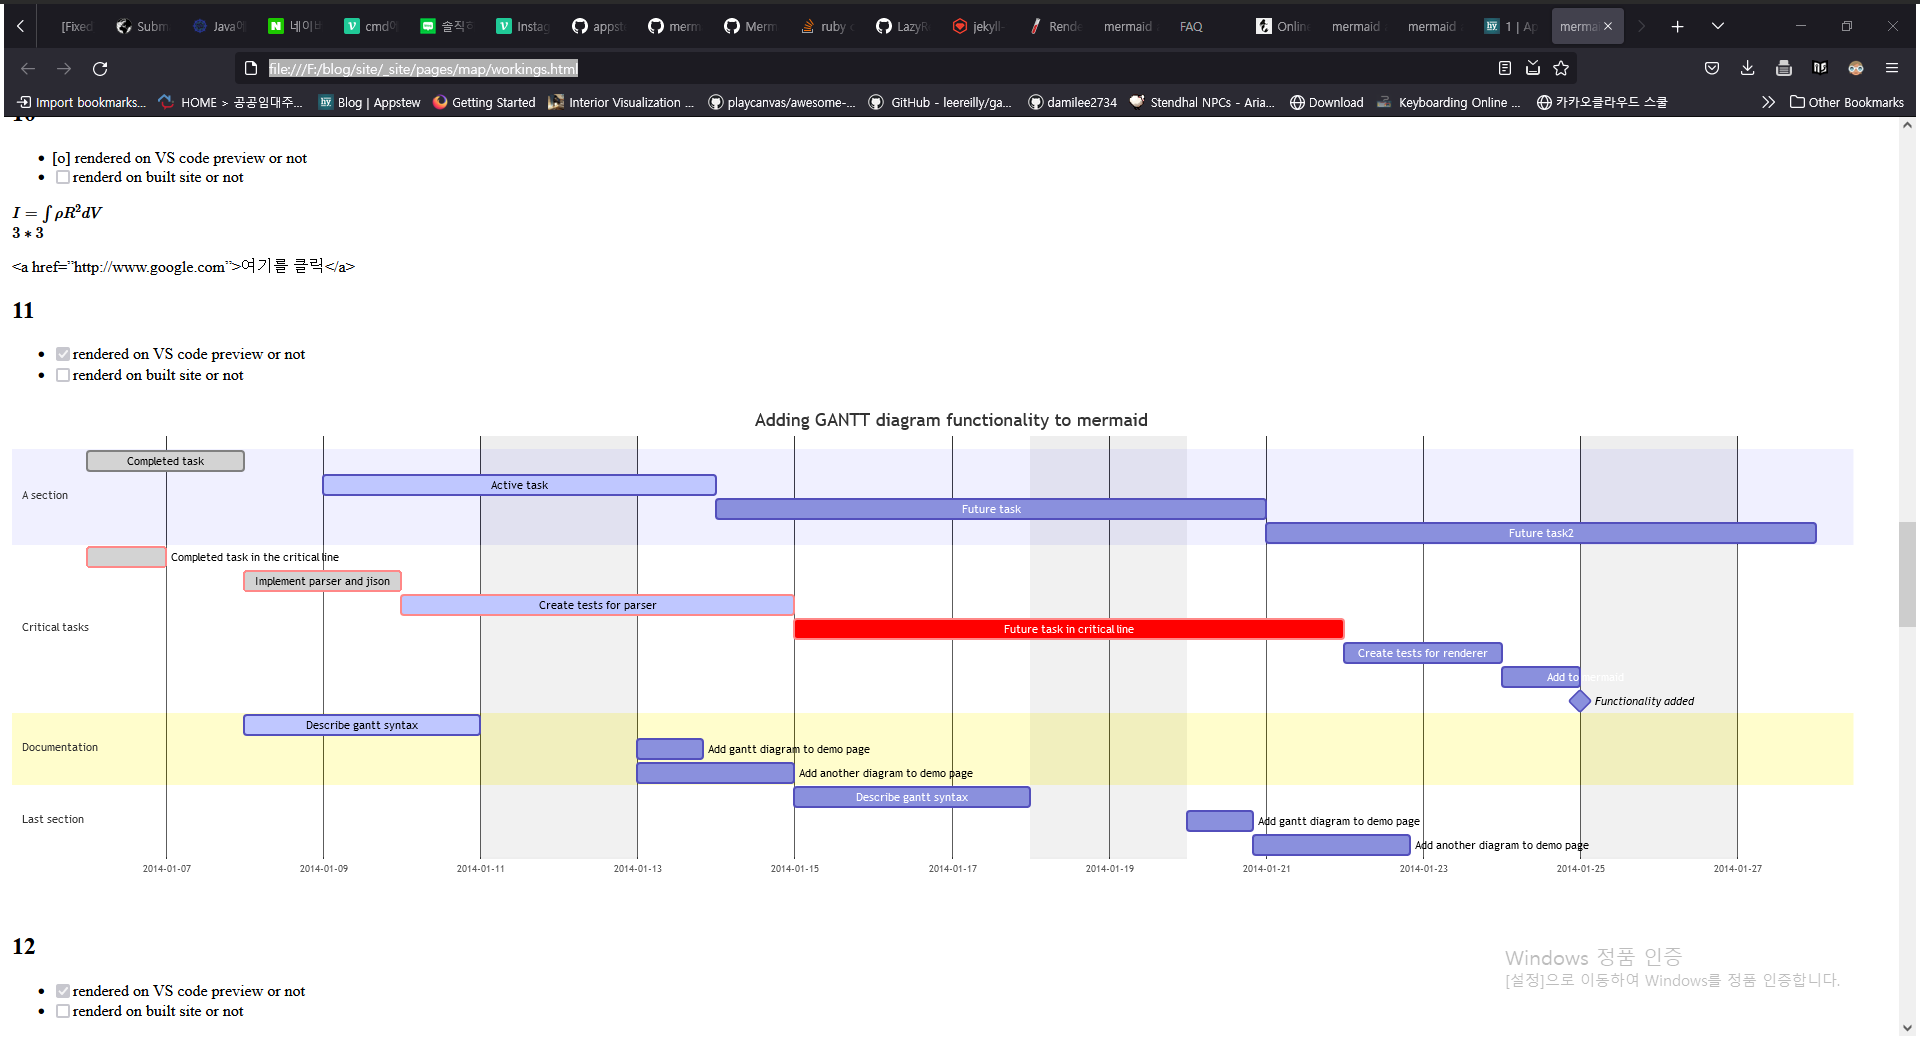 [Fixed
Subm
Java에
네이버
cmd에
솔직히
Instag
appst
merm
Merm
ruby
LazyR
jekyll-
Rende
mermaid
FAQ
Onlin
mermaid
mermaid
1 | Ap
merma
file:///F:/blog/site/_site/pages/map/workings.html
Import bookmarks...
HOME > 공공임대주...
Blog | Appstew
Getting Started
Interior Visualization ...
playcanvas/awesome-...
GitHub - leereilly/ga...
damilee2734
Stendhal NPCs - Aria...
Download
Keyboarding Online ...
카카오클라우드 스쿨
Other Bookmarks
10
[o] rendered on VS code preview or not
renderd on built site or not
I = ∫ ρR²dV
3 * 3
<a href="http://www.google.com">여기를 클릭</a>
11
rendered on VS code preview or not
renderd on built site or not
Adding GANTT diagram functionality to mermaid
Completed task
Active task
A section
Future task
Future task2
Completed task in the critical line
Implement parser and jison
Create tests for parser
Critical tasks
Future task in critical line
Create tests for renderer
Add to mermaid
Functionality added
Describe gantt syntax
Documentation
Add gantt diagram to demo page
Add another diagram to demo page
Describe gantt syntax
Last section
Add gantt diagram to demo page
Add another diagram to demo page
2014-01-07
2014-01-09
2014-01-11
2014-01-13
2014-01-15
2014-01-17
2014-01-19
2014-01-21
2014-01-23
2014-01-25
2014-01-27
12
rendered on VS code preview or not
renderd on built site or not
Windows 정품 인증
[설정]으로 이동하여 Windows를 정품 인증합니다.